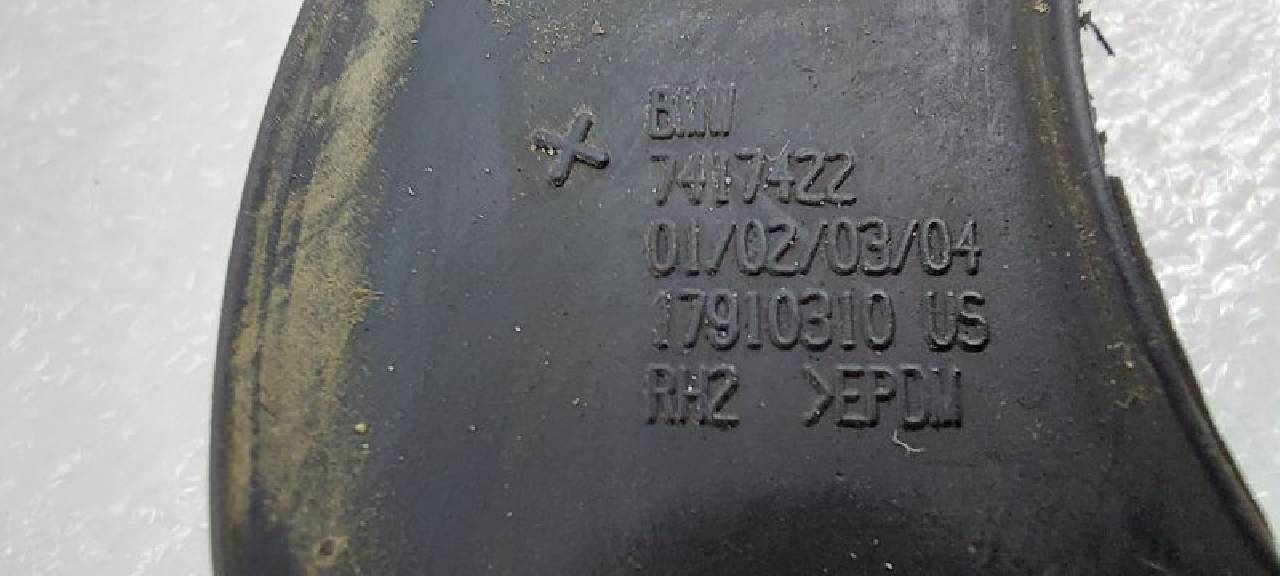 BMW
7417422
01/02/03/04
17910310 US
RH2 >EPDM